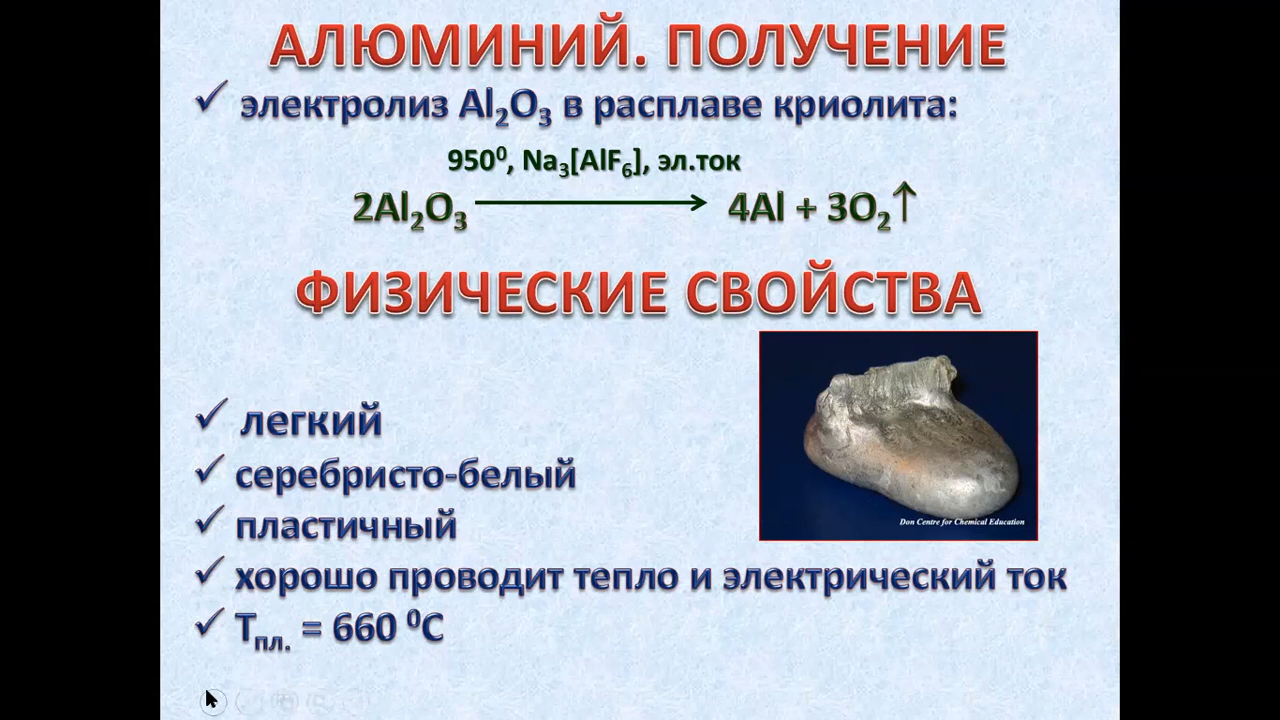 АЛЮМИНИЙ. ПОЛУЧЕНИЕ
✓ электролиз Al₂O₃ в расплаве криолита:
950⁰, Na₃[AlF₆], эл.ток
2Al₂O₃ → 4Al + 3O₂↑
ФИЗИЧЕСКИЕ СВОЙСТВА
✓ легкий
✓ серебристо-белый
✓ пластичный
Don Centre for Chemical Education
✓ хорошо проводит тепло и электрический ток
✓ Tпл. = 660 ⁰C